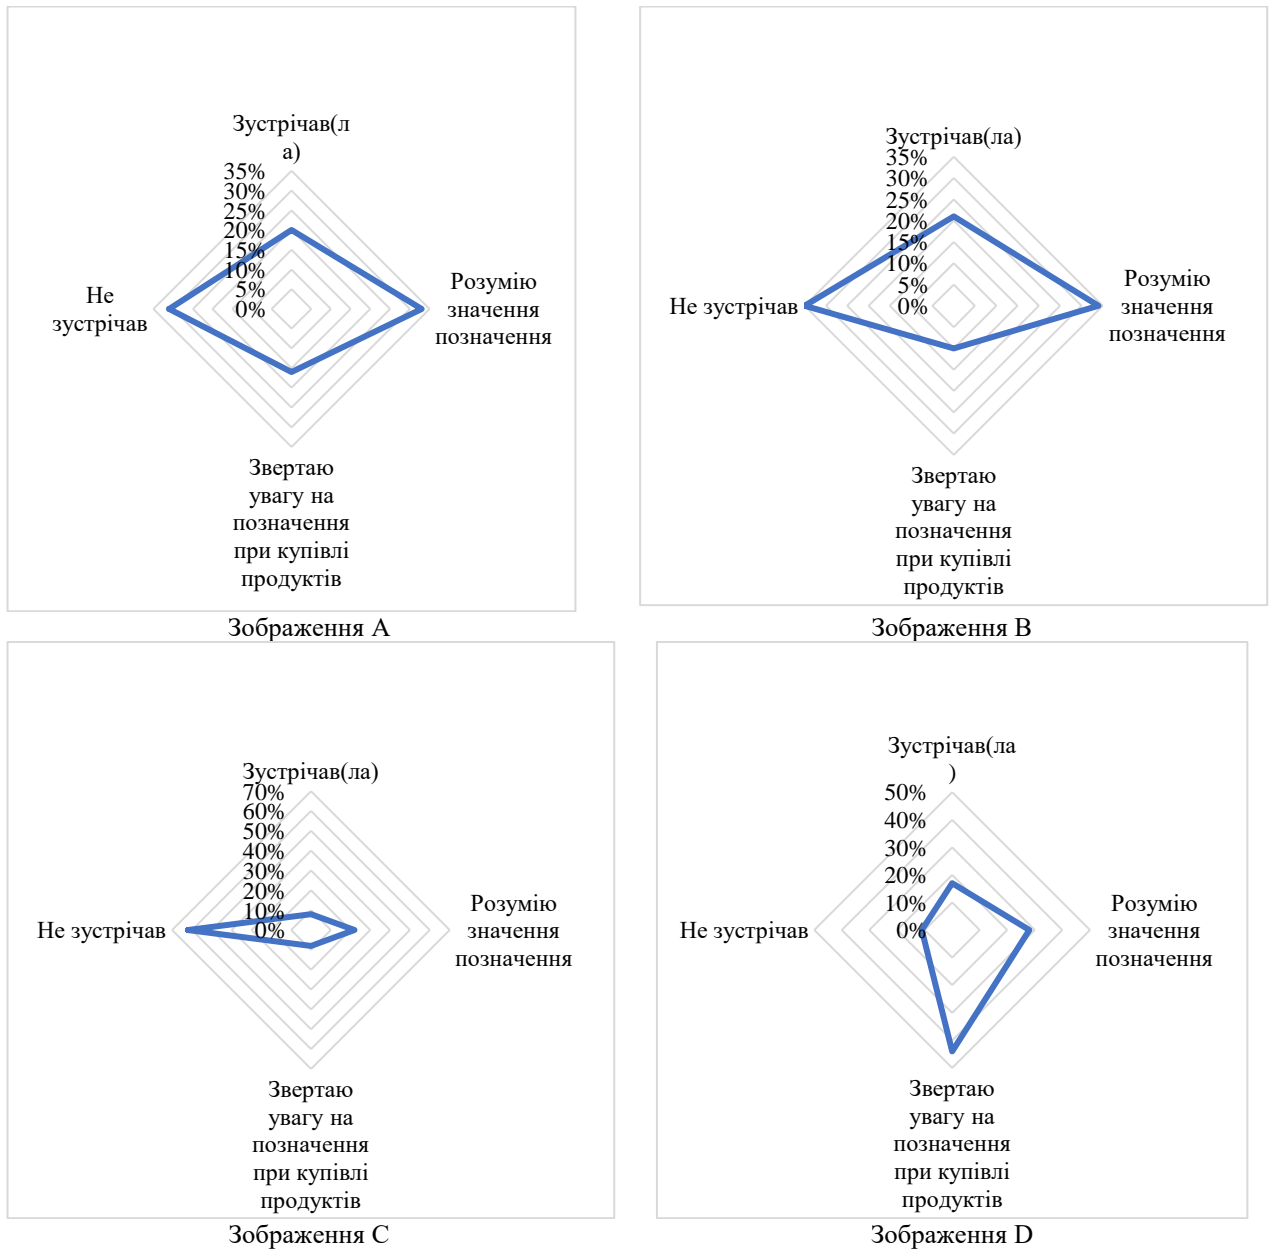 Зустрічав(л
а)
35%
30%
25%
20%
15%
10%
5%
0%
Розумію
значення
позначення
Не
зустрічав
Звертаю
увагу на
позначення
при купівлі
продуктів
Зображення A
Зустрічав(ла)
35%
30%
25%
20%
15%
10%
5%
0%
Розумію
значення
позначення
Не зустрічав
Звертаю
увагу на
позначення
при купівлі
продуктів
Зображення B
Зустрічав(ла)
70%
60%
50%
40%
30%
20%
10%
0%
Розумію
значення
позначення
Не зустрічав
Звертаю
увагу на
позначення
при купівлі
продуктів
Зображення C
Зустрічав(ла
)
50%
40%
30%
20%
10%
0%
Розумію
значення
позначення
Не зустрічав
Звертаю
увагу на
позначення
при купівлі
продуктів
Зображення D